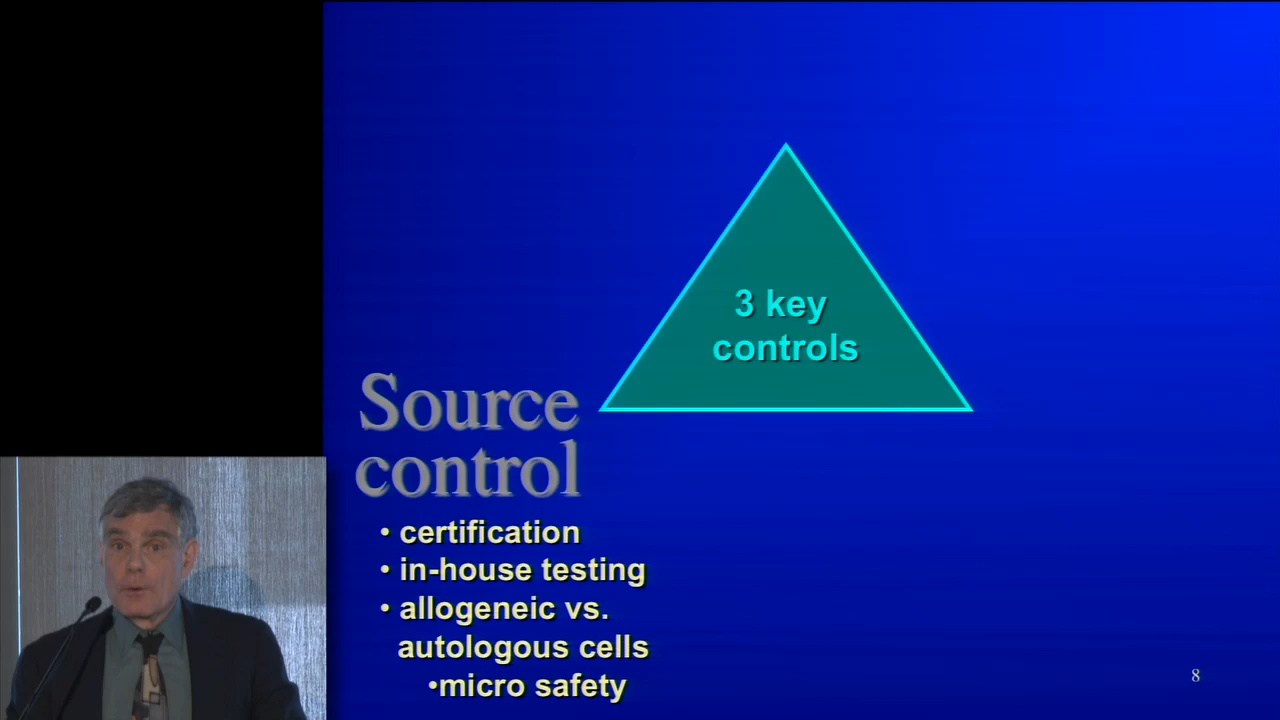 3 key
controls
Source
control
• certification
• in-house testing
• allogeneic vs.
autologous cells
•micro safety
8